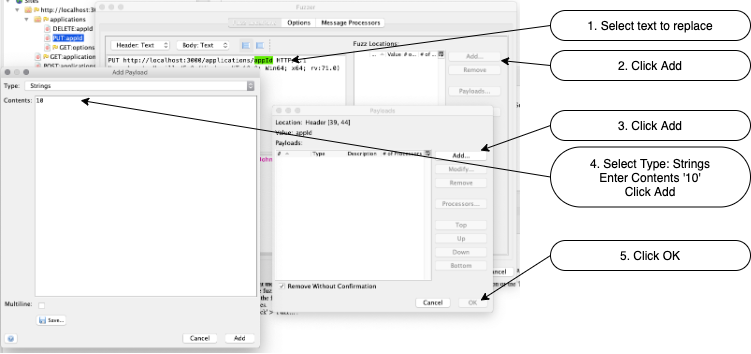 Sites
http://localhost:3
applications
DELETE:appId
PUT:appId
GET:options
GET:application
POST:application
Fuzzer
Options
Message Processors
Header: Text
Body: Text
Fuzz Locations:
PUT http://localhost:3000/applications/appId HTTP/1.1
Win64; x64; rv:71.0)
Value
# of...
Add...
Remove
Payloads...
Add Payload
Type:
Strings
Contents:
10
Multiline:
Save...
Cancel
Add
Payloads
Location: Header [39, 44]
Value: appId
Payloads:
#
Type
Description
# of Processors
Add...
Modify...
Remove
Processors...
Top
Up
Down
Bottom
Remove Without Confirmation
Cancel
OK
1. Select text to replace
2. Click Add
3. Click Add
4. Select Type: Strings
Enter Contents '10'
Click Add
5. Click OK